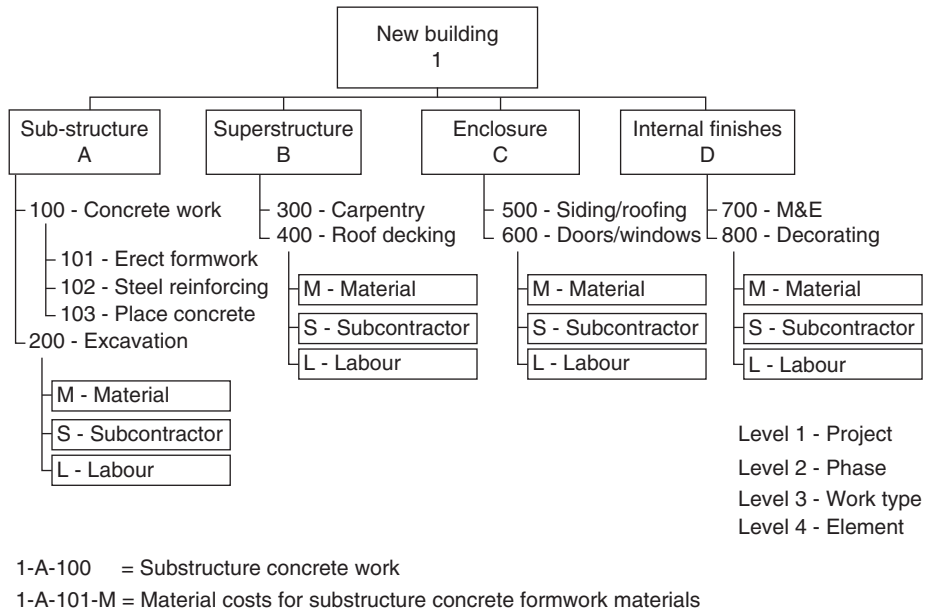 New building
1
Sub-structure
A
Superstructure
B
Enclosure
C
Internal finishes
D
100 - Concrete work
101 - Erect formwork
102 - Steel reinforcing
103 - Place concrete
200 - Excavation
M - Material
S - Subcontractor
L - Labour
300 - Carpentry
400 - Roof decking
M - Material
S - Subcontractor
L - Labour
500 - Siding/roofing
600 - Doors/windows
M - Material
S - Subcontractor
L - Labour
700 - M&E
800 - Decorating
M - Material
S - Subcontractor
L - Labour
Level 1 - Project
Level 2 - Phase
Level 3 - Work type
Level 4 - Element
1-A-100 = Substructure concrete work
1-A-101-M = Material costs for substructure concrete formwork materials